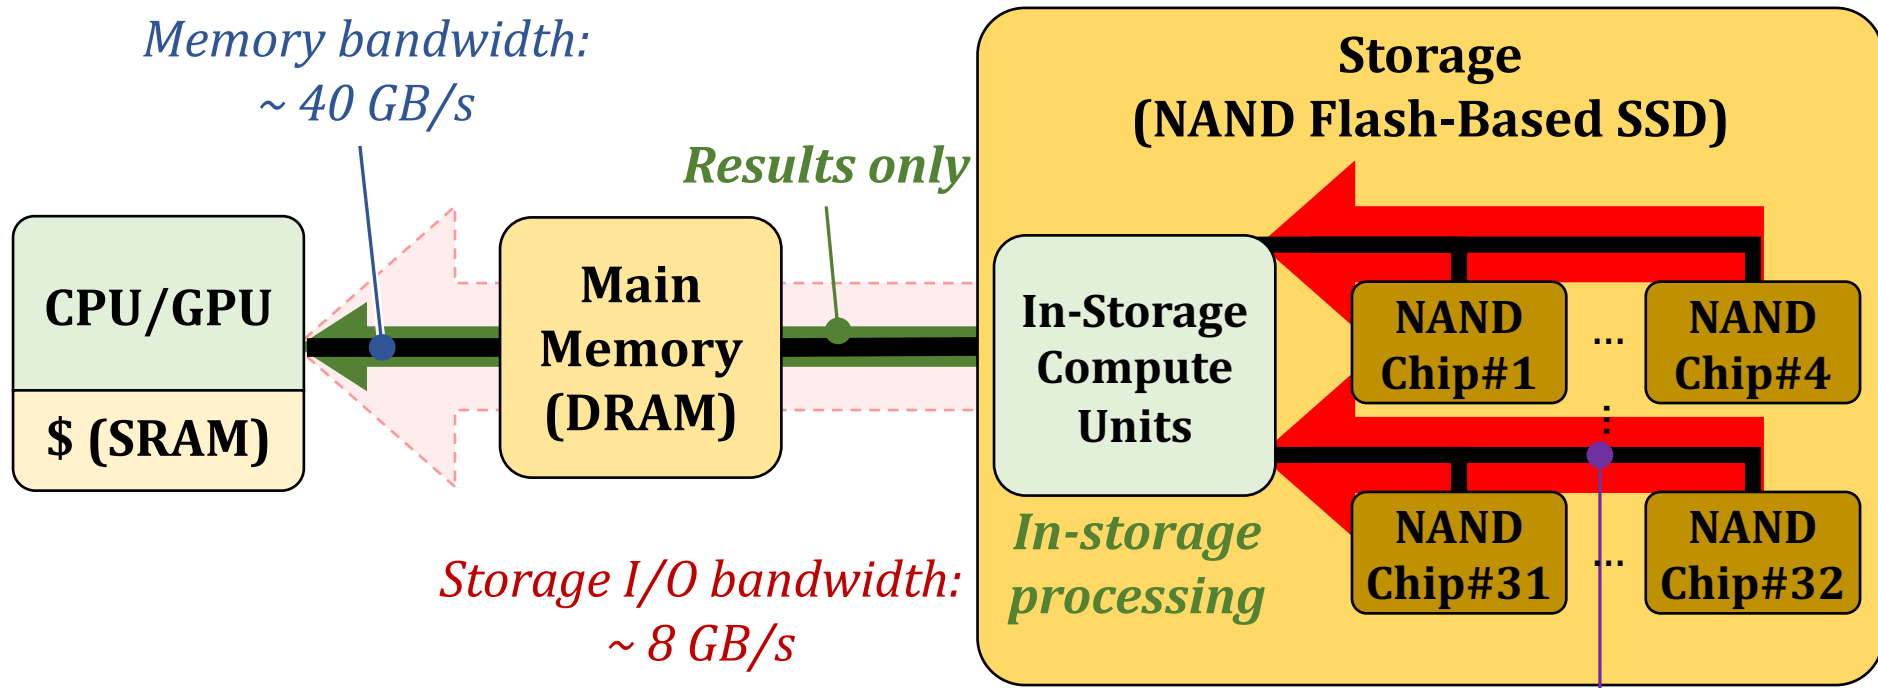 Memory bandwidth:
~ 40 GB/s
Results only
CPU/GPU
$ (SRAM)
Main
Memory
(DRAM)
Storage I/O bandwidth:
~ 8 GB/s
Storage
(NAND Flash-Based SSD)
In-Storage
Compute
Units
In-storage
processing
NAND
Chip#1
...
NAND
Chip#4
...
NAND
Chip#31
...
NAND
Chip#32